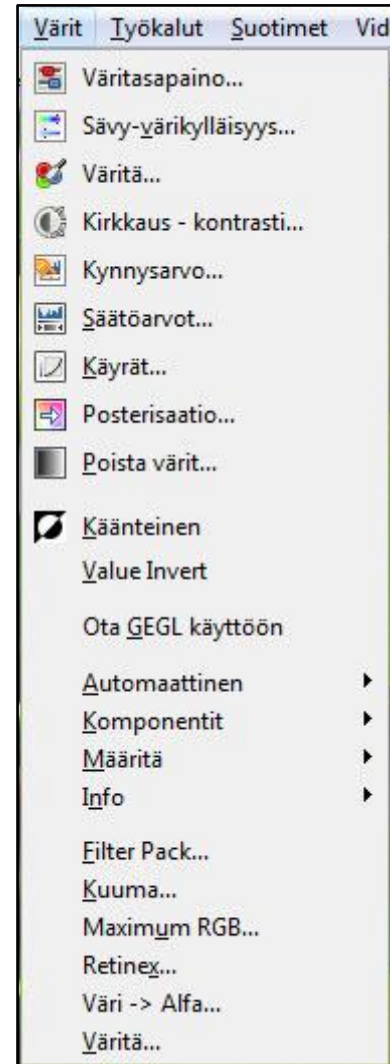 Värit Työkalut Suotimet Vid
Väritasapaino...
Sävy-värikylläisyys...
Väritä...
Kirkkaus - kontrasti...
Kynnysarvo...
Säätöarvot...
Käyrät...
Posterisaatio...
Poista värit...
Käänteinen
Value Invert
Ota GEGL käyttöön
Automaattinen
Komponentit
Määritä
Info
Filter Pack...
Kuuma...
Maximum RGB...
Retinex...
Väri -> Alfa...
Väritä...